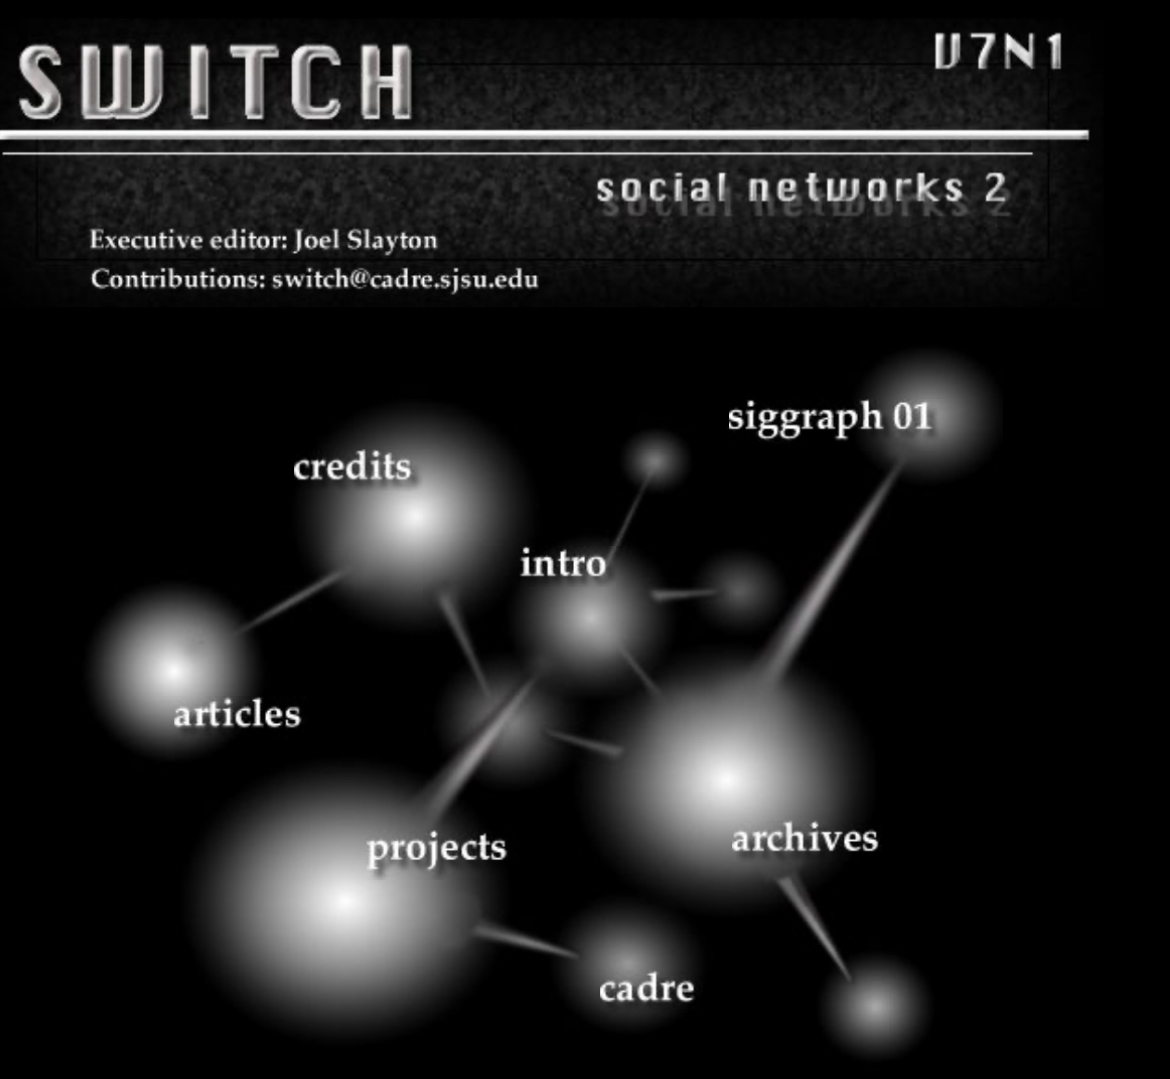 SWITCH
V7N1
social networks 2
Executive editor: Joel Slayton
Contributions: switch@cadre.sjsu.edu
siggraph 01
credits
intro
articles
projects
archives
cadre